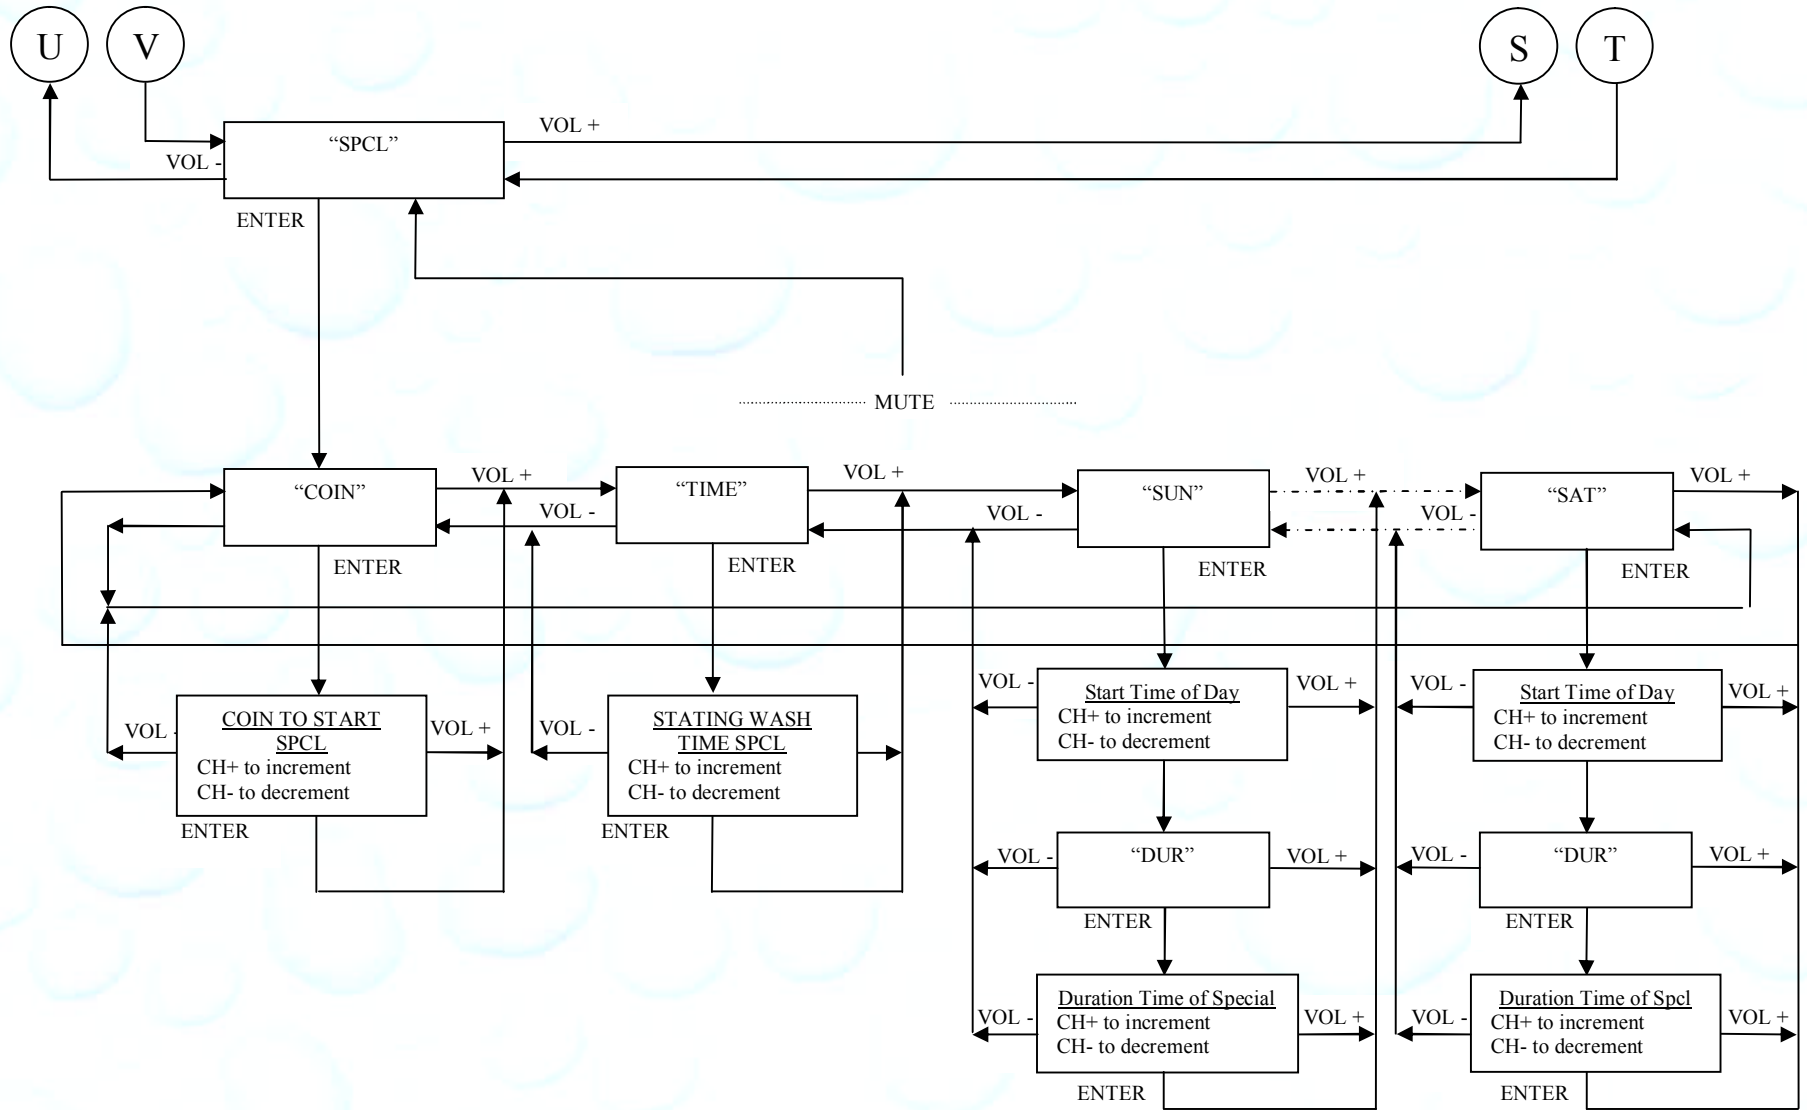 U V S T
“SPCL”
VOL +
VOL -
ENTER
MUTE
“COIN” VOL + “TIME” VOL + “SUN” VOL + “SAT” VOL +
VOL - VOL - VOL -
ENTER ENTER ENTER ENTER
VOL - COIN TO START VOL +
SPCL
CH+ to increment
CH- to decrement
ENTER
VOL - STATING WASH
TIME SPCL
CH+ to increment
CH- to decrement
ENTER
VOL - Start Time of Day VOL +
CH+ to increment
CH- to decrement
VOL - “DUR” VOL +
ENTER
VOL - Duration Time of Special VOL +
CH+ to increment
CH- to decrement
ENTER
VOL - Start Time of Day VOL +
CH+ to increment
CH- to decrement
VOL - “DUR” VOL +
ENTER
VOL - Duration Time of Spcl VOL +
CH+ to increment
CH- to decrement
ENTER